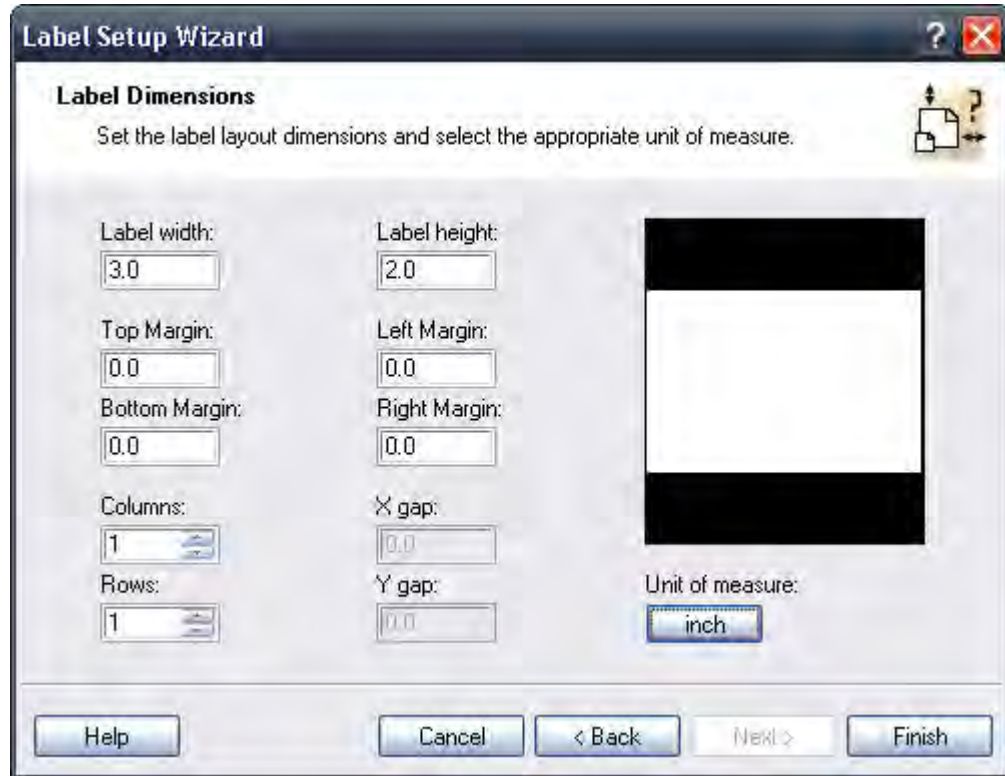 Label Setup Wizard
?
Label Dimensions
Set the label layout dimensions and select the appropriate unit of measure.
?
Label width: Label height:
3.0 2.0
Top Margin: Left Margin:
0.0 0.0
Bottom Margin: Right Margin:
0.0 0.0
Columns: X gap:
1 0.0
Rows: Y gap: Unit of measure:
1 0.0 inch
Help Cancel < Back Next > Finish